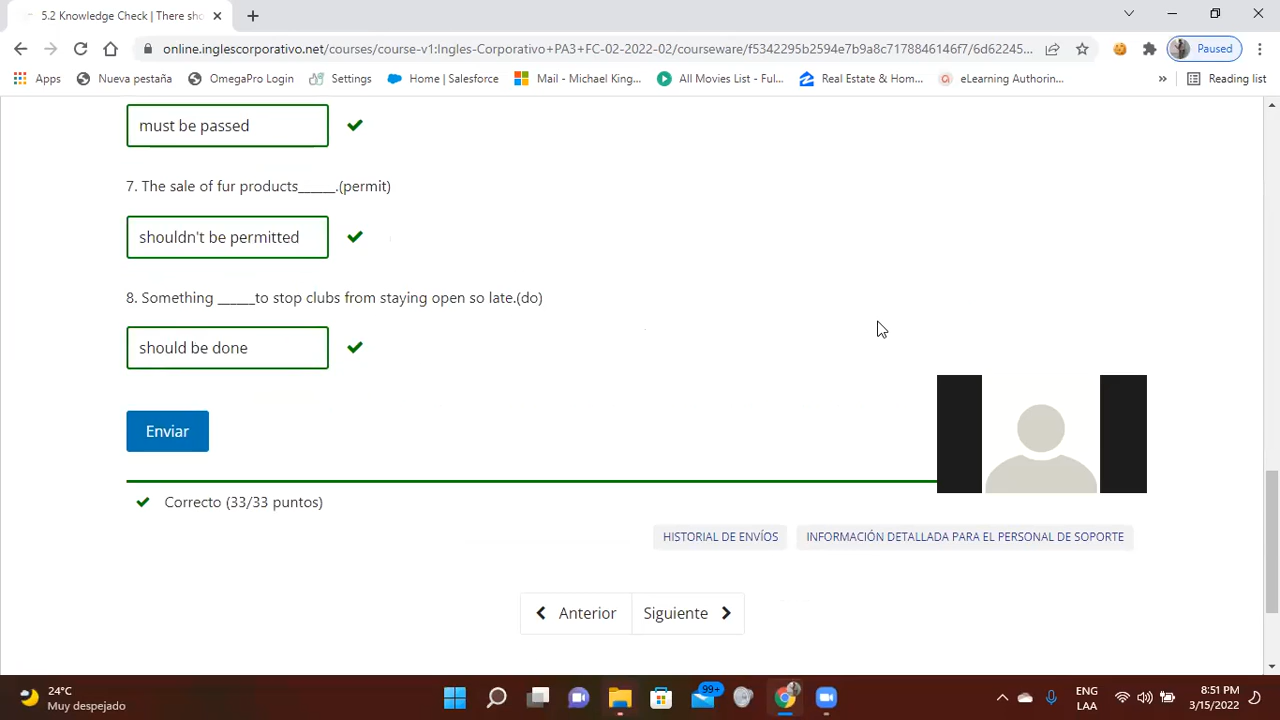 5.2 Knowledge Check | There sho
online.inglescorporativo.net/courses/course-v1:Ingles-Corporativo+PA3+FC-02-2022-02/courseware/f5342295b2594e7b9a8c7178846146f7/6d62245...
Paused
Apps
Nueva pestaña
OmegaPro Login
Settings
Home | Salesforce
Mail - Michael King...
All Movies List - Ful...
Real Estate & Hom...
eLearning Authorin...
»
Reading list
must be passed
7. The sale of fur products______.(permit)
shouldn't be permitted
8. Something ______to stop clubs from staying open so late.(do)
should be done
Enviar
Correcto (33/33 puntos)
HISTORIAL DE ENVÍOS
INFORMACIÓN DETALLADA PARA EL PERSONAL DE SOPORTE
Anterior
Siguiente
24°C
Muy despejado
99+
ENG
LAA
8:51 PM
3/15/2022